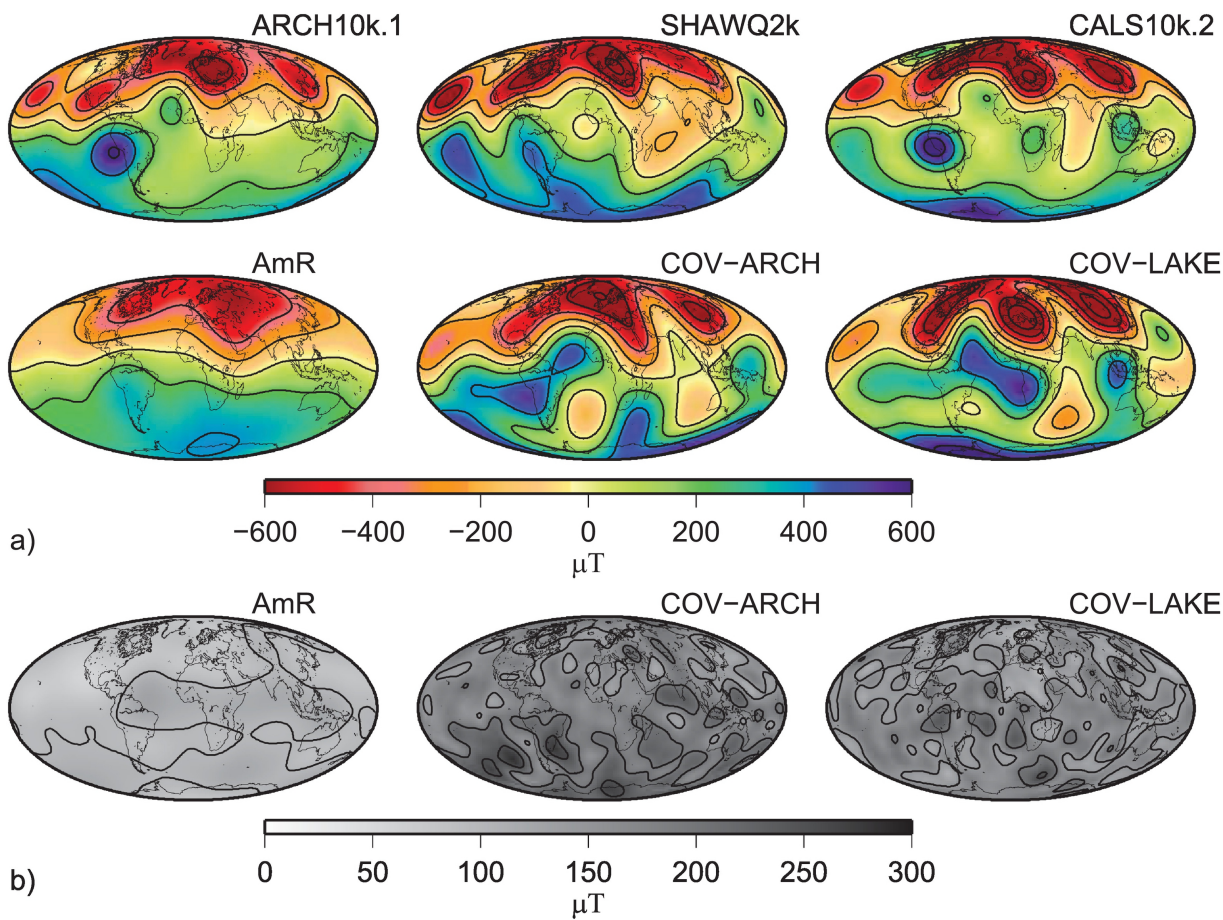 ARCH10k.1 SHAWQ2k CALS10k.2
AmR COV−ARCH COV−LAKE
−600 −400 −200 0 200 400 600
a)
μT
AmR COV−ARCH COV−LAKE
0 50 100 150 200 250 300
b)
μT